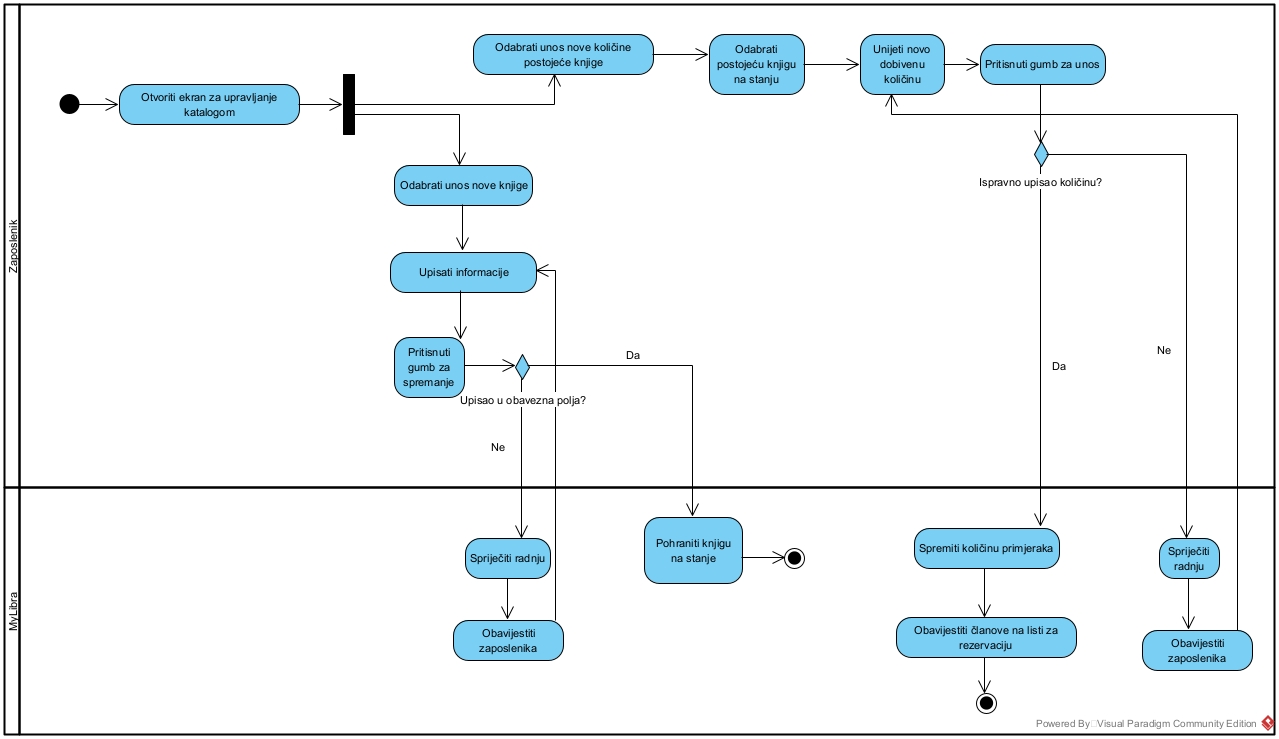 Zaposlenik
Odabrati unos nove količine
postojeće knjige
Odabrati
postojeću knjigu
na stanju
Unijeti novo
dobivenu
količinu
Pritisnuti gumb za unos
Otvoriti ekran za upravljanje
katalogom
Odabrati unos nove knjige
Ispravno upisao količinu?
Upisati informacije
Pritisnuti
gumb za
spremanje
Da
Ne
Da
Upisao u obavezna polja?
Ne
MyLibra
Spriječiti radnju
Pohraniti knjigu
na stanje
Spremiti količinu primjeraka
Spriječiti
radnju
Obavijestiti
zaposlenika
Obavijestiti članove na listi za
rezervaciju
Obavijestiti
zaposlenika
Powered By Visual Paradigm Community Edition